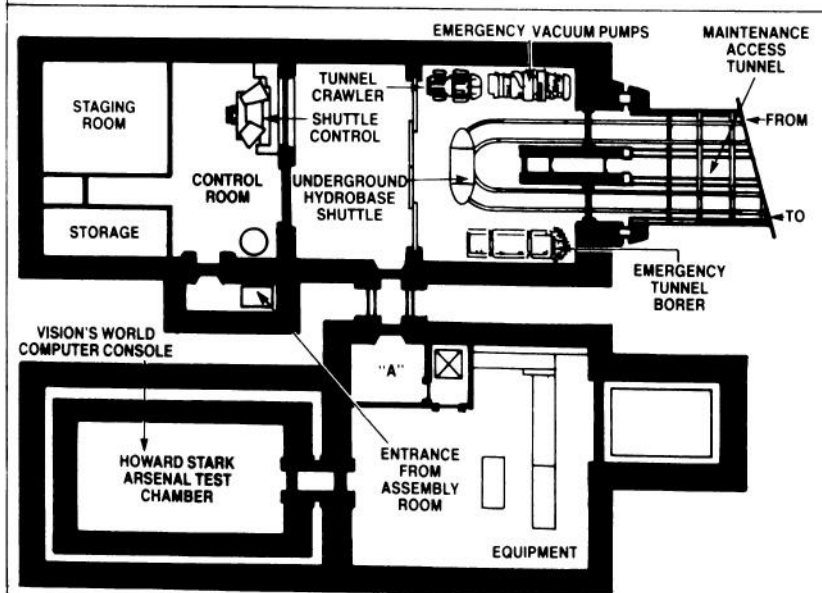 EMERGENCY VACUUM PUMPS
MAINTENANCE
ACCESS
TUNNEL
TUNNEL
CRAWLER
STAGING
ROOM
SHUTTLE
CONTROL
FROM
CONTROL
ROOM
UNDERGROUND
HYDROBASE
SHUTTLE
STORAGE
TO
EMERGENCY
TUNNEL
BORER
VISION'S WORLD
COMPUTER CONSOLE
"A"
HOWARD STARK
ARSENAL TEST
CHAMBER
ENTRANCE
FROM
ASSEMBLY
ROOM
EQUIPMENT